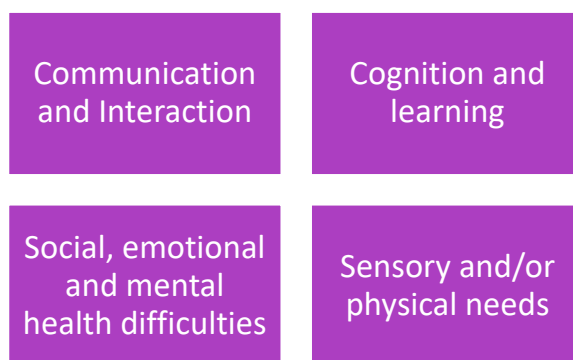 Communication
and Interaction
Cognition and
learning
Social, emotional
and mental
health difficulties
Sensory and/or
physical needs